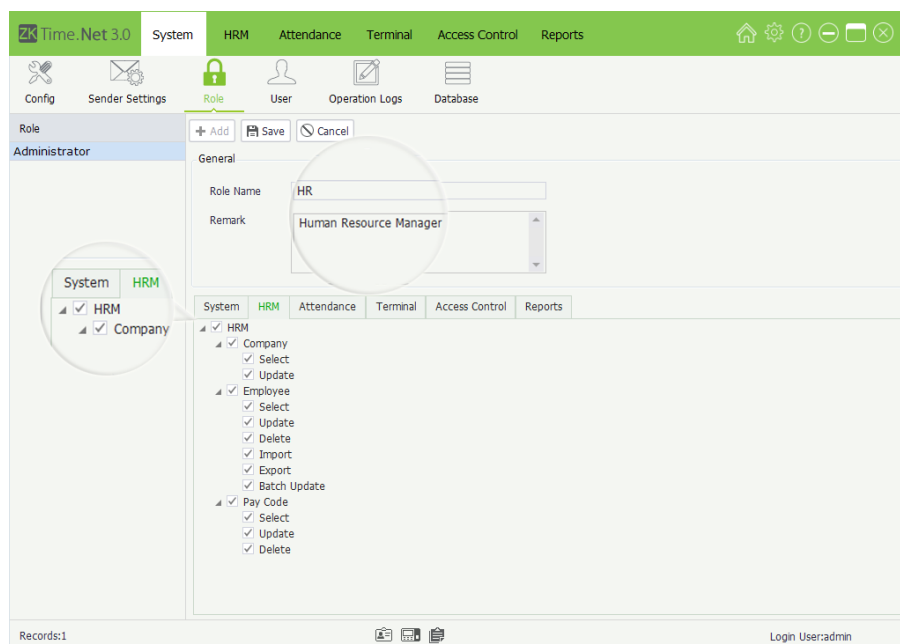 ZK Time.Net 3.0 System HRM Attendance Terminal Access Control Reports
Config Sender Settings Role User Operation Logs Database
Role
Administrator
Add Save Cancel
General
Role Name HR
Remark Human Resource Manager
System HRM
HRM
Company
System HRM Attendance Terminal Access Control Reports
HRM
Company
Select
Update
Employee
Select
Update
Delete
Import
Export
Batch Update
Pay Code
Select
Update
Delete
Records:1 Login User:admin